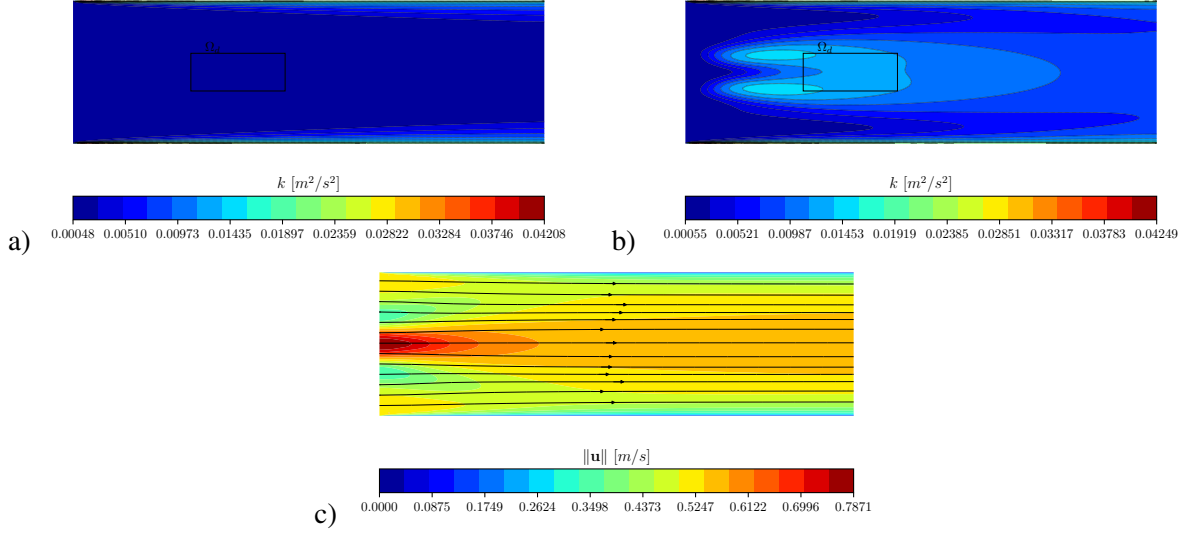 Ω_d
Ω_d
k [m²/s²]
k [m²/s²]
0.00048 0.00510 0.00973 0.01435 0.01897 0.02359 0.02822 0.03284 0.03746 0.04208
0.00055 0.00521 0.00987 0.01453 0.01919 0.02385 0.02851 0.03317 0.03783 0.04249
a)
b)
‖u‖ [m/s]
0.0000 0.0875 0.1749 0.2624 0.3498 0.4373 0.5247 0.6122 0.6996 0.7871
c)